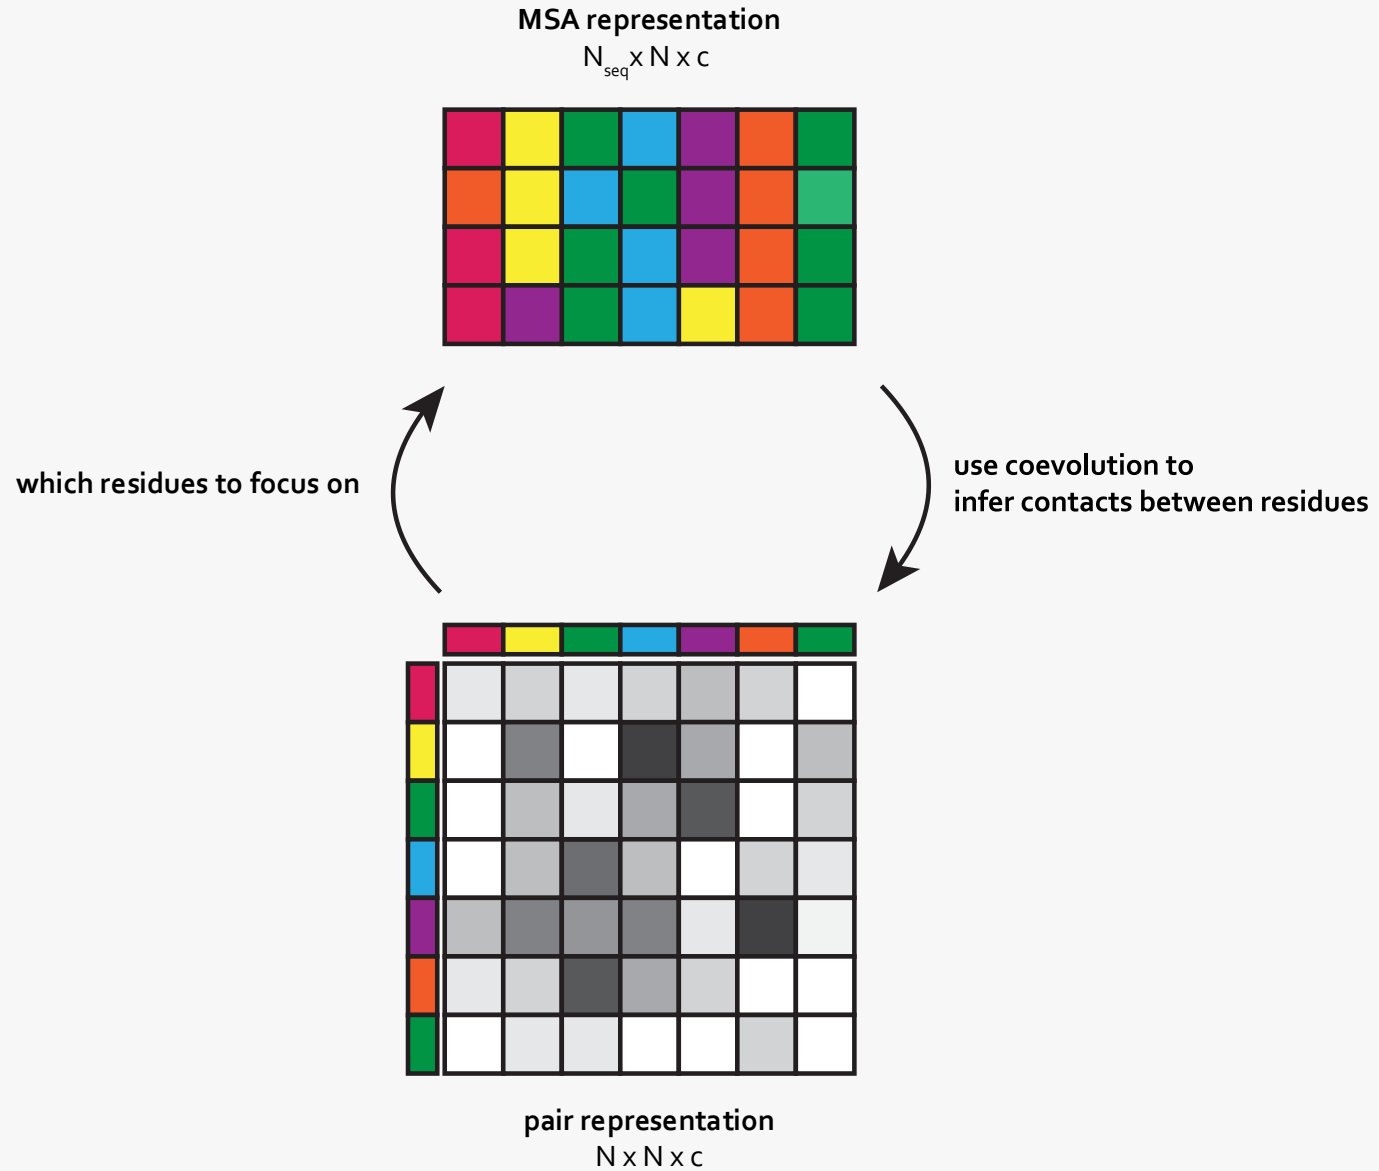 MSA representation
Nseq x N x c
which residues to focus on
use coevolution to
infer contacts between residues
pair representation
N x N x c